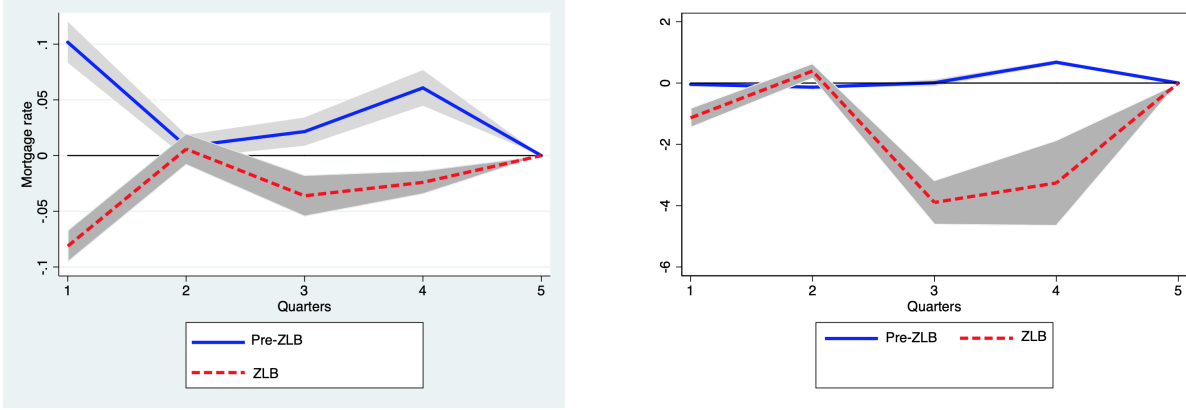 .1
.05
0
-.05
-.1
Mortgage rate
1 2 3 4 5
Quarters
Pre-ZLB
ZLB
2
0
-2
-4
-6
1 2 3 4 5
Quarters
Pre-ZLB ZLB